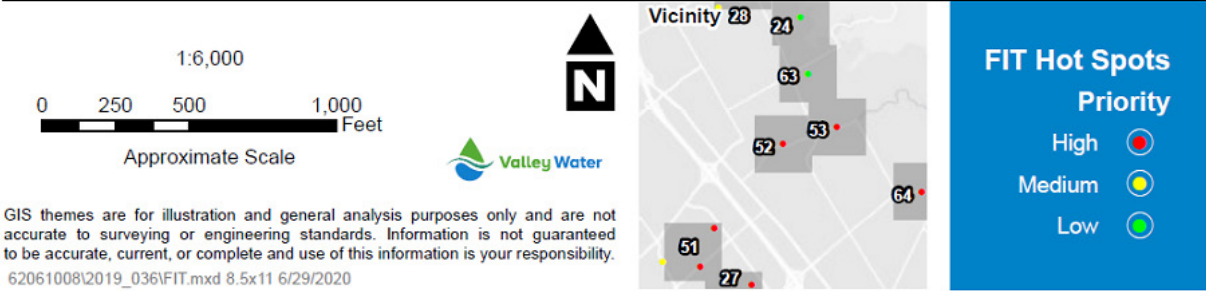 1:6,000
0 250 500 1,000
Feet
Approximate Scale
N
Valley Water
GIS themes are for illustration and general analysis purposes only and are not
accurate to surveying or engineering standards. Information is not guaranteed
to be accurate, current, or complete and use of this information is your responsibility.
62061008\2019_036\FIT.mxd 8.5x11 6/29/2020
Vicinity 28
24
63
53
52
64
51
27
FIT Hot Spots
Priority
High
Medium
Low